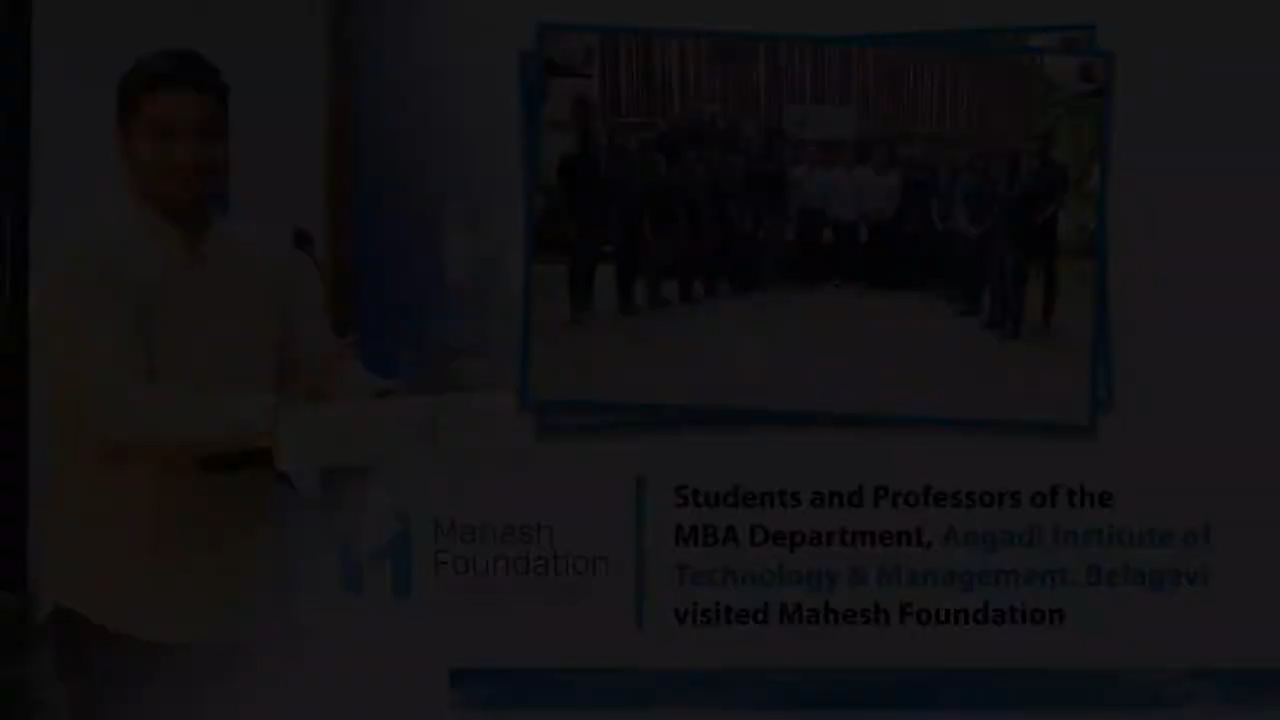 Mahesh
Foundation
Students and Professors of the
MBA Department, Angadi Institute of
Technology & Management, Belagavi
visited Mahesh Foundation